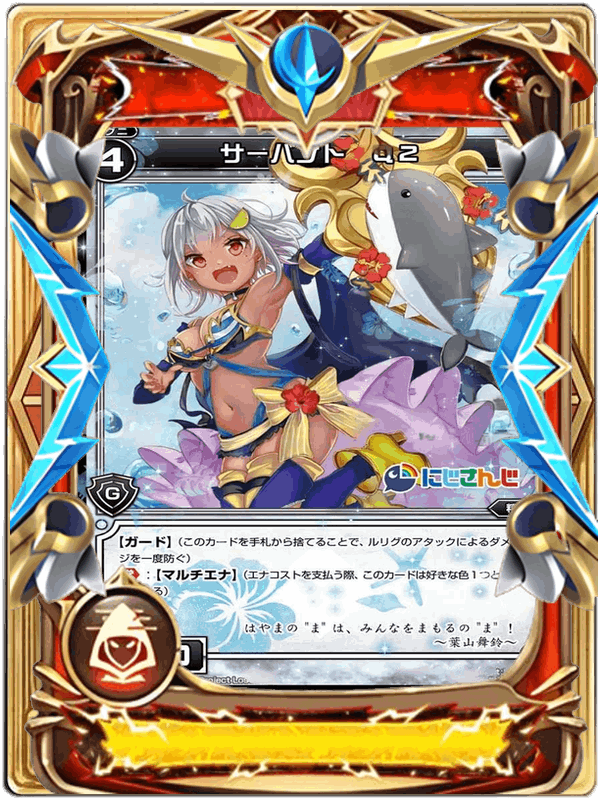 4
サーバント Q2
にじさんじ
G
【ガード】(このカードを手札から捨てることで、ルリグのアタックによるダメ
ジを一度防ぐ)
:【マルチエナ】(エナコストを支払う際、このカードは好きな色1つと
る)
はやまの "ま" は、みんなをまもるの "ま" !
〜葉山舞鈴〜